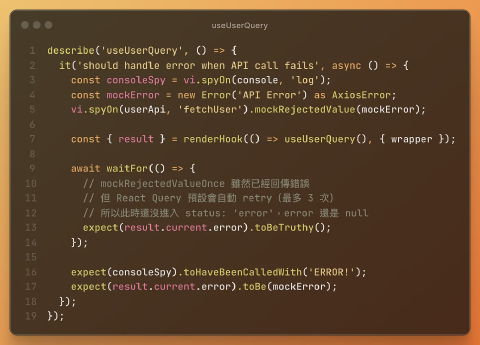 useUserQuery
1 describe('useUserQuery', () => {
2   it('should handle error when API call fails', async () => {
3     const consoleSpy = vi.spyOn(console, 'log');
4     const mockError = new Error('API Error') as AxiosError;
5     vi.spyOn(userApi, 'fetchUser').mockRejectedValue(mockError);
6
7     const { result } = renderHook(() => useUserQuery(), { wrapper });
8
9     await waitFor(() => {
10       // mockRejectedValueOnce 雖然已經回傳錯誤
11       // 但 React Query 預設會自動 retry (最多 3 次)
12       // 所以此時還沒進入 status: 'error'，error 還是 null
13       expect(result.current.error).toBeTruthy();
14     });
15
16     expect(consoleSpy).toHaveBeenCalledWith('ERROR!');
17     expect(result.current.error).toBe(mockError);
18   });
19 });